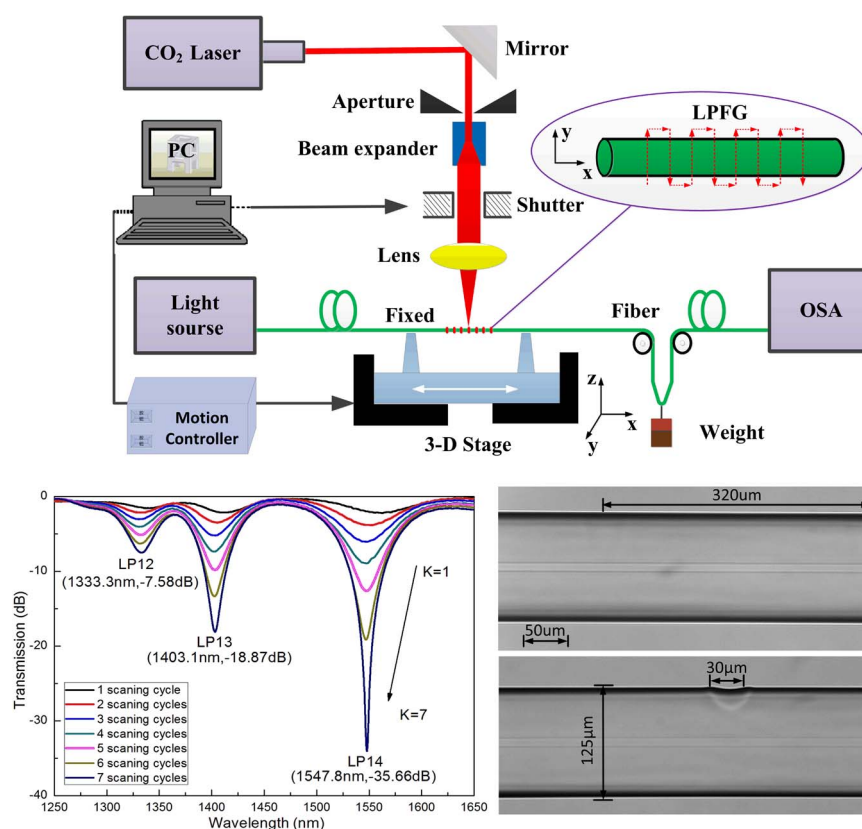 CO₂ Laser
Mirror
Aperture
LPFG
y
x
PC
Beam expander
Shutter
Lens
Light
sourse
Fixed
Fiber
OSA
Motion
Controller
z
x
y
3-D Stage
Weight
0
-10
-20
-30
-40
Transmission (dB)
LP12
(1333.3nm,-7.58dB)
LP13
(1403.1nm,-18.87dB)
K=1
K=7
LP14
(1547.8nm,-35.66dB)
1 scaning cycle
2 scaning cycles
3 scaning cycles
4 scaning cycles
5 scaning cycles
6 scaning cycles
7 scaning cycles
1250 1300 1350 1400 1450 1500 1550 1600 1650
Wavelength (nm)
320um
50um
30μm
125μm